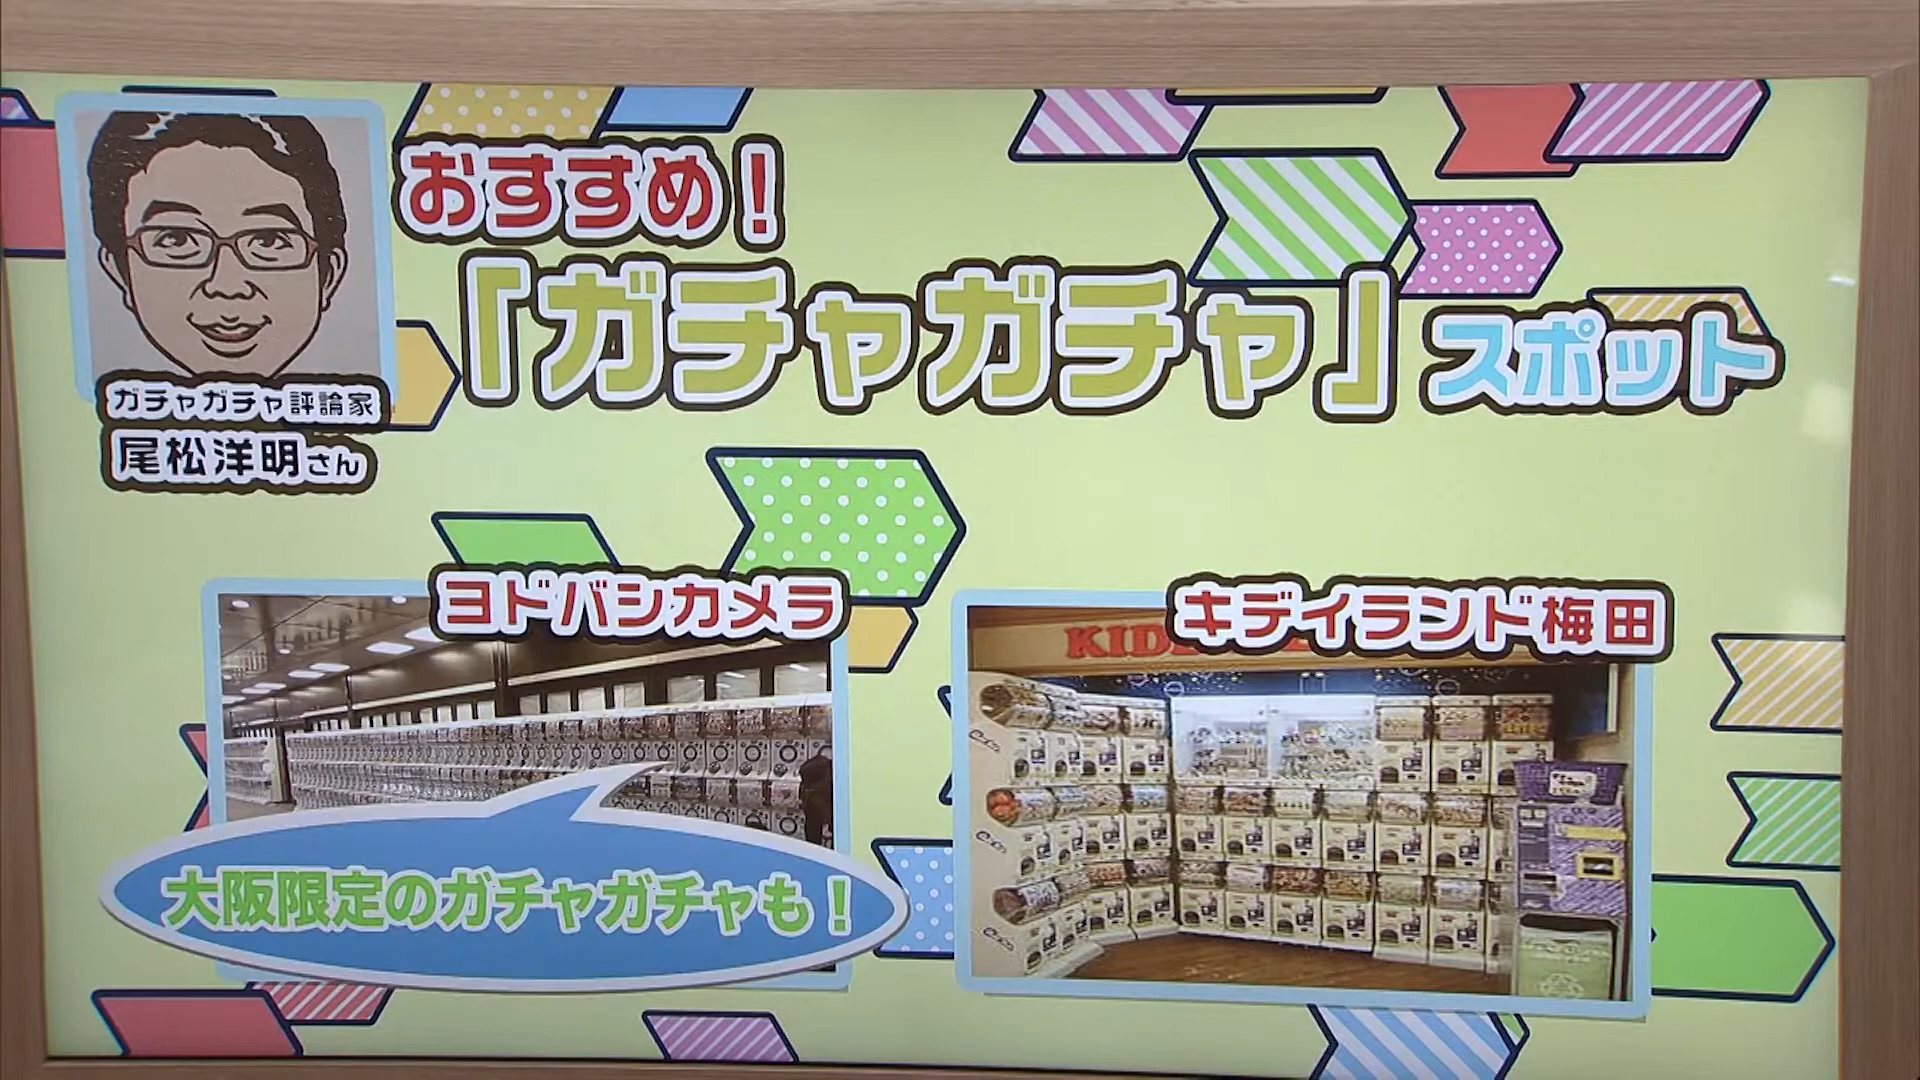 おすすめ!
「ガチャガチャ」スポット
ガチャガチャ評論家
尾松洋明さん
ヨドバシカメラ
大阪限定のガチャガチャも!
キデイランド梅田
KID